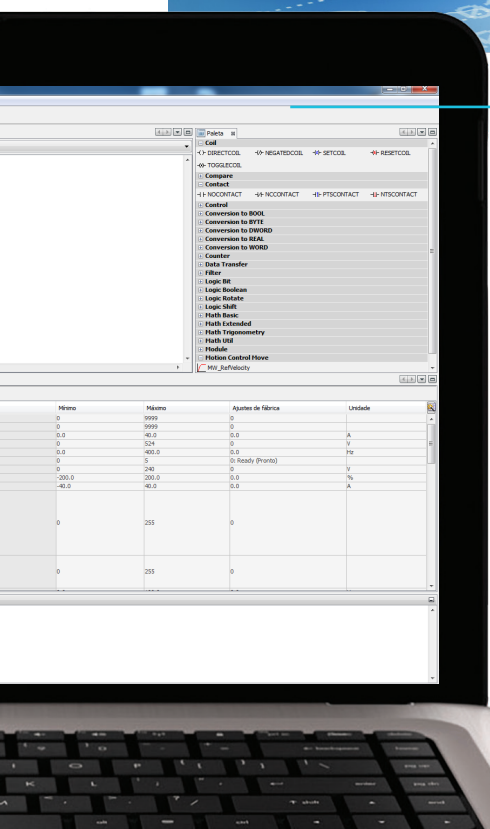 Paleta
Coil
DIRECTCOIL NEGATEDCOIL SETCOIL RESETCOIL
TOGGLECOIL
Compare
Contact
NOCONTACT NCCONTACT PTSCONTACT NTSCONTACT
Control
Conversion to BOOL
Conversion to BYTE
Conversion to DWORD
Conversion to REAL
Conversion to WORD
Counter
Data Transfer
Filter
Logic Bit
Logic Boolean
Logic Rotate
Logic Shift
Math Basic
Math Extended
Math Trigonometry
Math Util
Module
Motion Control Move
MW_RefVelocity
Mínimo Máximo Ajustes de fábrica Unidade
0 9999 0
0 9999 0
0.0 40.0 0.0 A
0 524 0 V
0.0 400.0 0.0 Hz
0 5 0: Ready (Pronto)
0 240 0 V
-200.0 200.0 0.0 %
-40.0 40.0 0.0 A
0 255 0
0 255 0